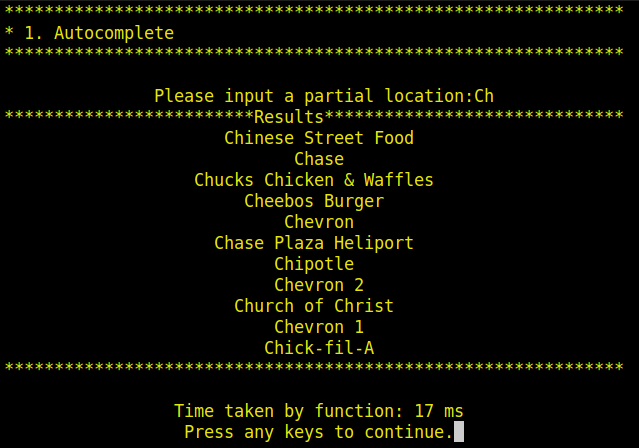 **************************************************************
* 1. Autocomplete
**************************************************************
Please input a partial location:Ch
*************************Results******************************
Chinese Street Food
Chase
Chucks Chicken & Waffles
Cheebos Burger
Chevron
Chase Plaza Heliport
Chipotle
Chevron 2
Church of Christ
Chevron 1
Chick-fil-A
**************************************************************
Time taken by function: 17 ms
Press any keys to continue.